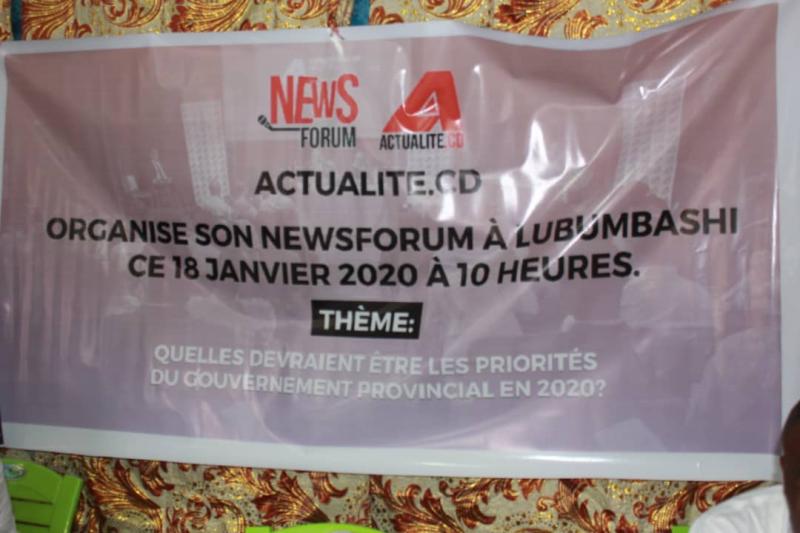 NEWS
FORUM
ACTUALITE.CD
ACTUALITE.CD
ORGANISE SON NEWSFORUM À LUBUMBASHI
CE 18 JANVIER 2020 À 10 HEURES.
THÈME:
QUELLES DEVRAIENT ÊTRE LES PRIORITÉS
DU GOUVERNEMENT PROVINCIAL EN 2020?